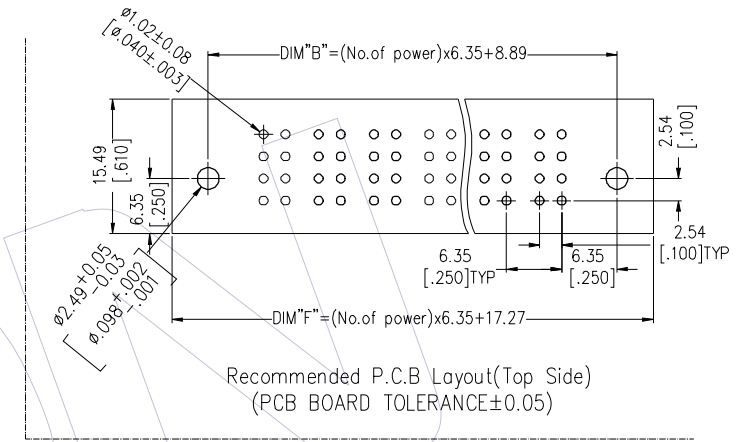 ø1.02±0.08
[ø.040±.003]
DIM"B"=(No.of power)x6.35+8.89
15.49
[.610]
6.35
[.250]
2.54
[.100]
2.54
[.100]TYP
6.35
[.250]TYP
6.35
[.250]
ø2.49+0.05
-0.03
[ø.098+.002
-.001]
DIM"F"=(No.of power)x6.35+17.27
Recommended P.C.B Layout(Top Side)
(PCB BOARD TOLERANCE±0.05)